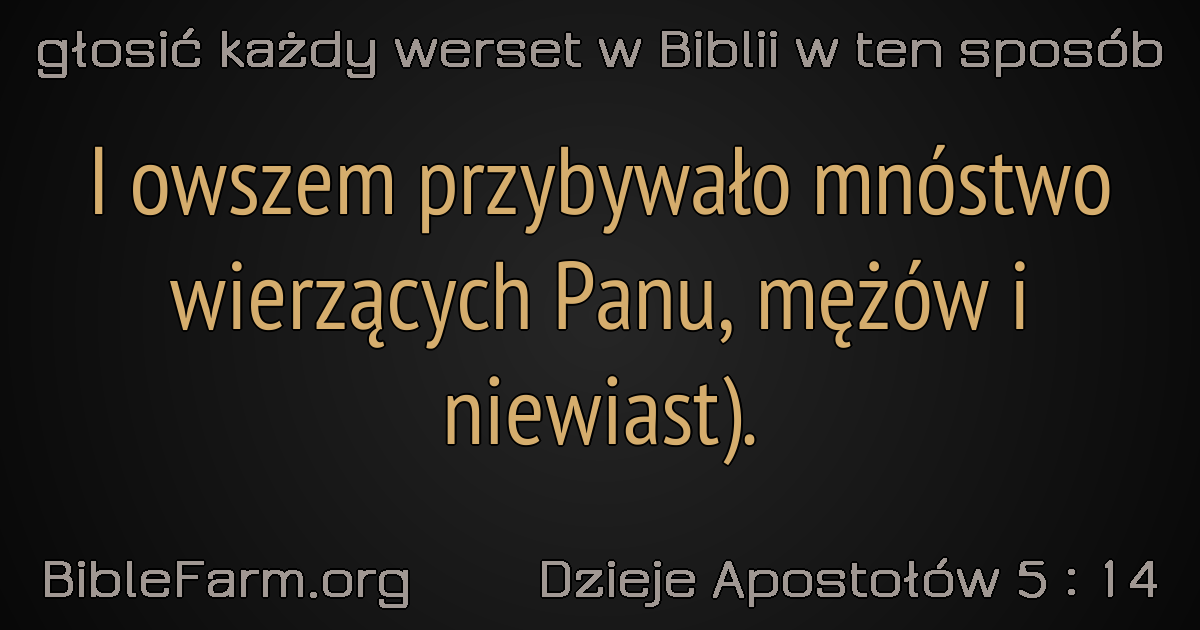 głosić każdy werset w Biblii w ten sposób
I owszem przybywało mnóstwo
wierzących Panu, mężów i
niewiast).
BibleFarm.org
Dzieje Apostołów 5 : 14